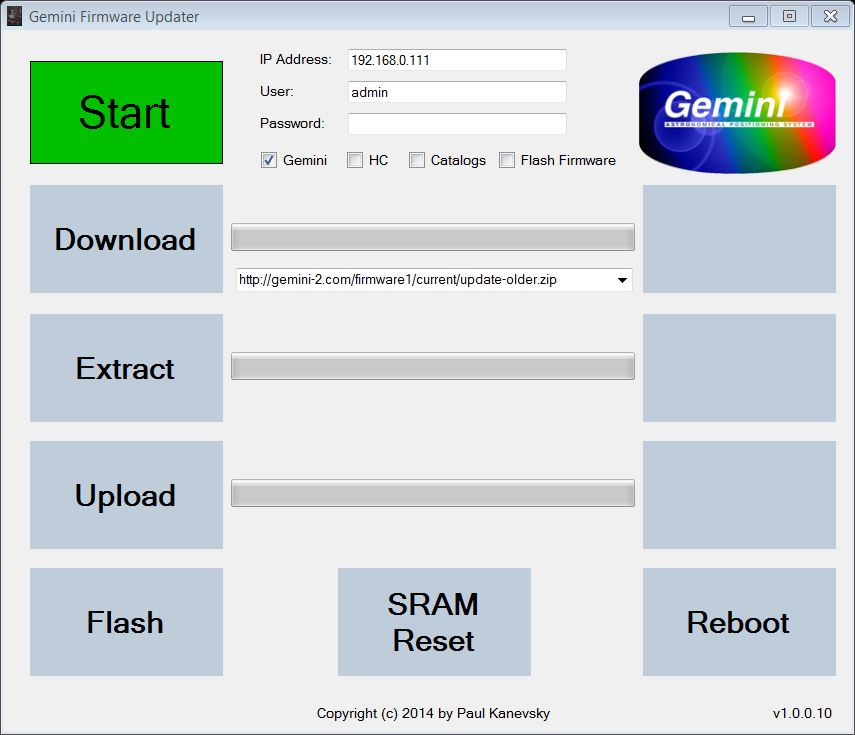 Gemini Firmware Updater
Start
IP Address: 192.168.0.111
User: admin
Password:
Gemini HC Catalogs Flash Firmware
Gemini
ASTRONOMICAL POSITIONING SYSTEM
Download
http://gemini-2.com/firmware1/current/update-older.zip
Extract
Upload
Flash
SRAM
Reset
Reboot
Copyright (c) 2014 by Paul Kanevsky
v1.0.0.10